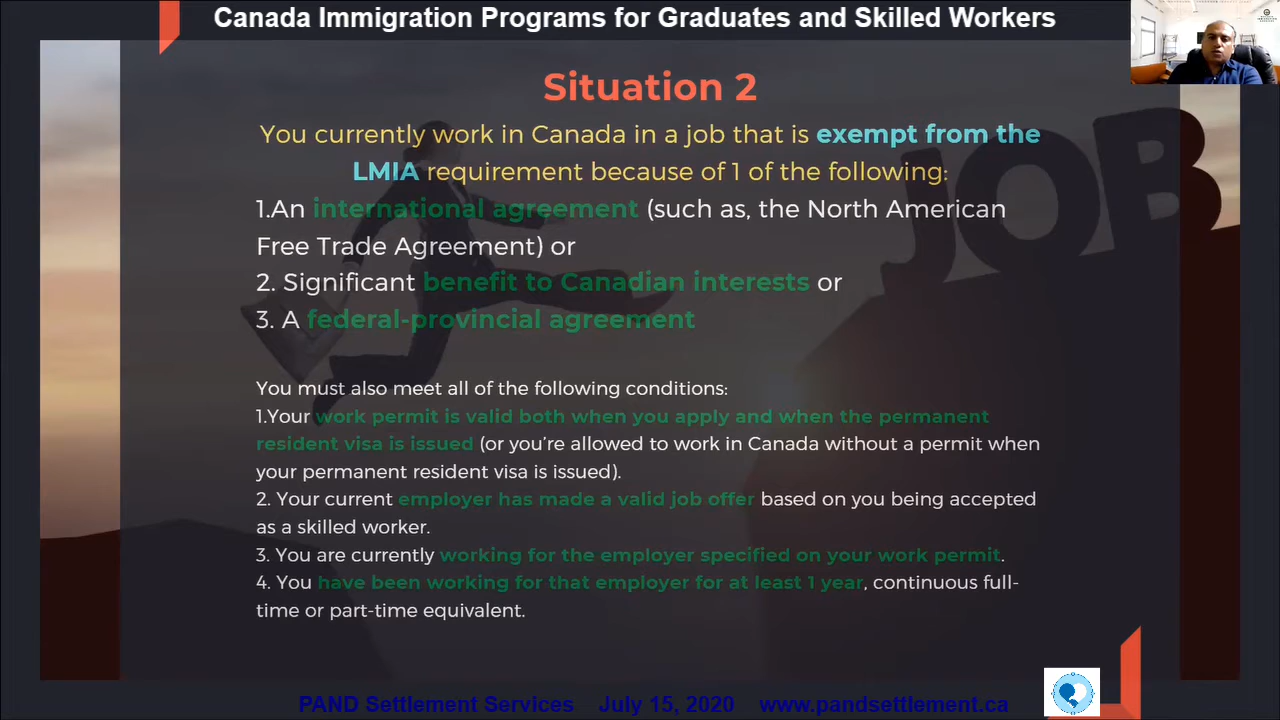 Canada Immigration Programs for Graduates and Skilled Workers
Situation 2
You currently work in Canada in a job that is exempt from the
LMIA requirement because of 1 of the following:
1.An international agreement (such as, the North American
Free Trade Agreement) or
2. Significant benefit to Canadian interests or
3. A federal-provincial agreement
JOB
You must also meet all of the following conditions:
1.Your work permit is valid both when you apply and when the permanent
resident visa is issued (or you're allowed to work in Canada without a permit when
your permanent resident visa is issued).
2. Your current employer has made a valid job offer based on you being accepted
as a skilled worker.
3. You are currently working for the employer specified on your work permit.
4. You have been working for that employer for at least 1 year, continuous full-
time or part-time equivalent.
PAND Settlement Services July 15, 2020 www.pandsettlement.ca